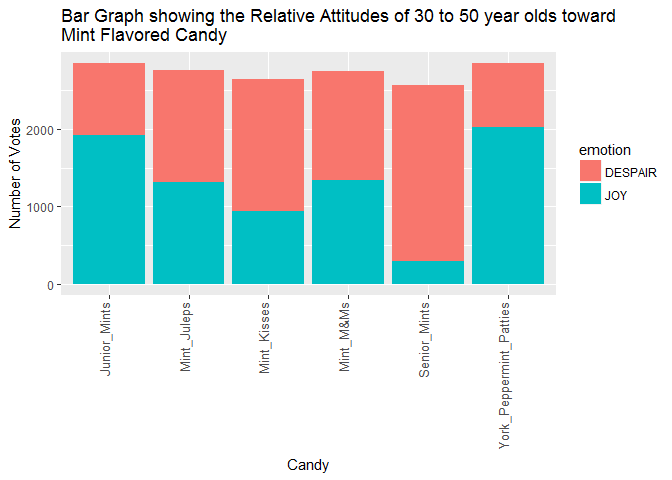 Bar Graph showing the Relative Attitudes of 30 to 50 year olds toward
Mint Flavored Candy
Number of Votes
2000
1000
0
Junior_Mints
Mint_Juleps
Mint_Kisses
Mint_M&Ms
Senior_Mints
York_Peppermint_Patties
Candy
emotion
DESPAIR
JOY